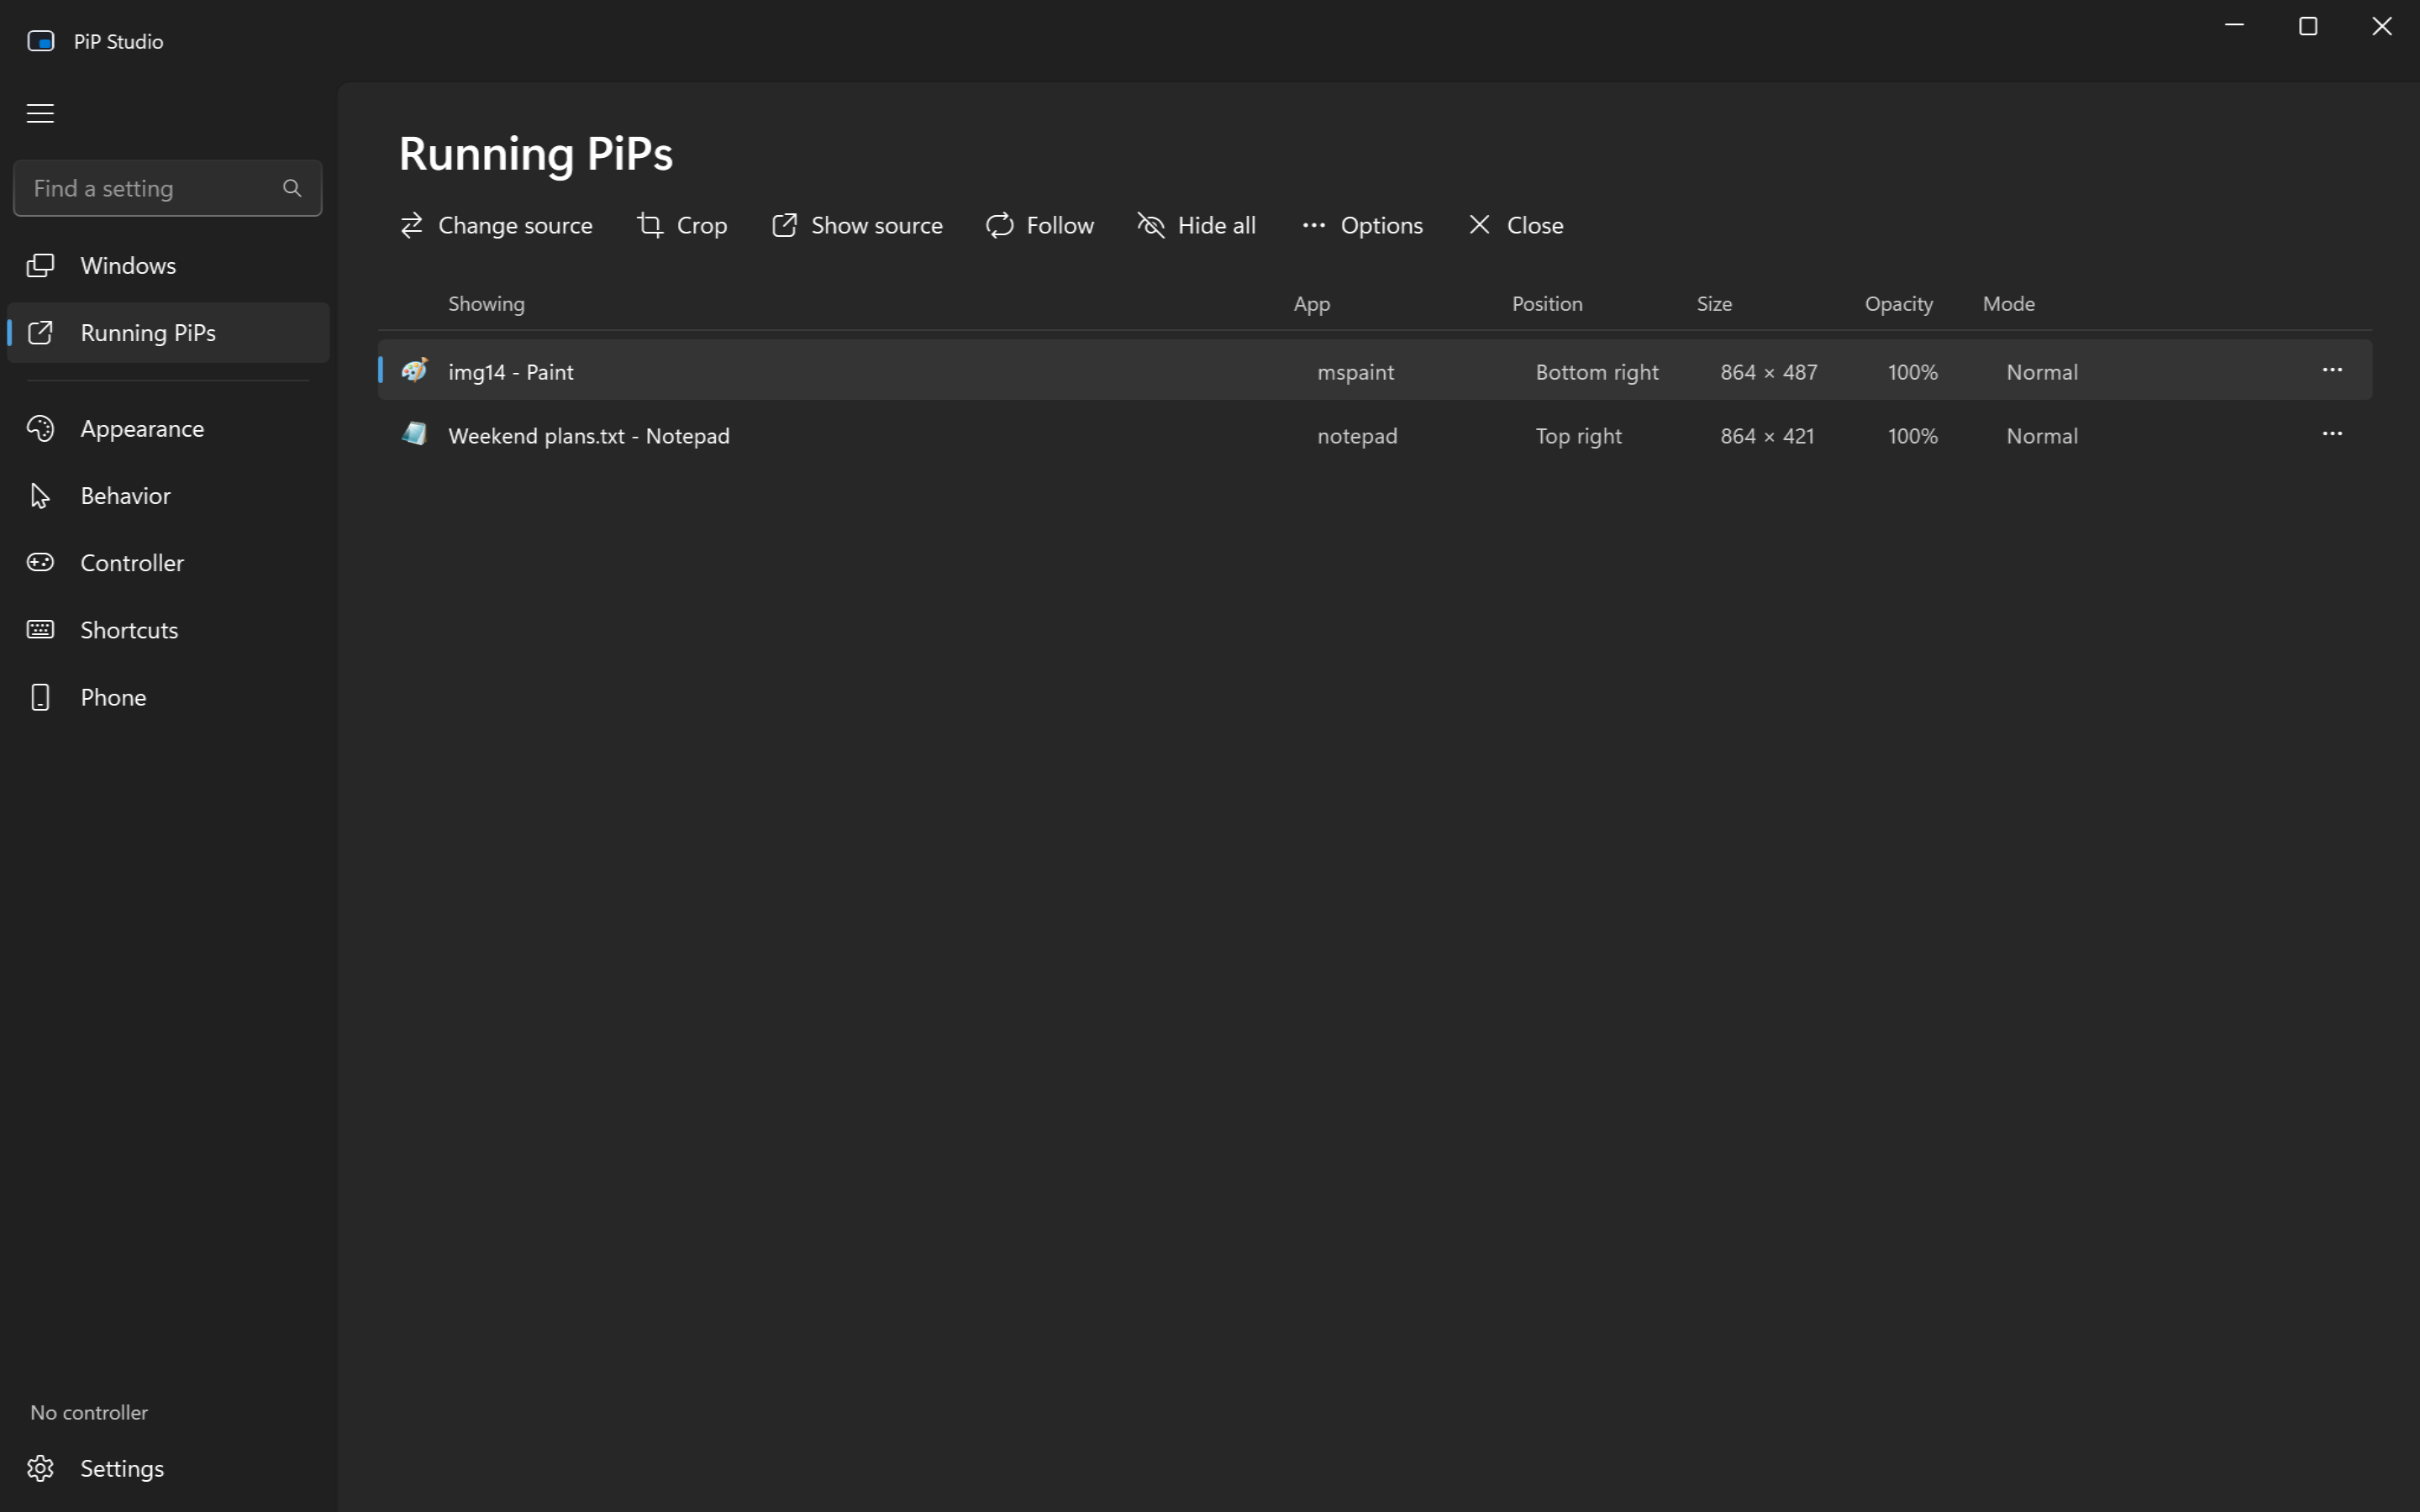 PiP Studio
Find a setting
Windows
Running PiPs
Appearance
Behavior
Controller
Shortcuts
Phone
No controller
Settings
Running PiPs
Change source Crop Show source Follow Hide all Options Close
Showing App Position Size Opacity Mode
img14 - Paint mspaint Bottom right 864 × 487 100% Normal
Weekend plans.txt - Notepad notepad Top right 864 × 421 100% Normal